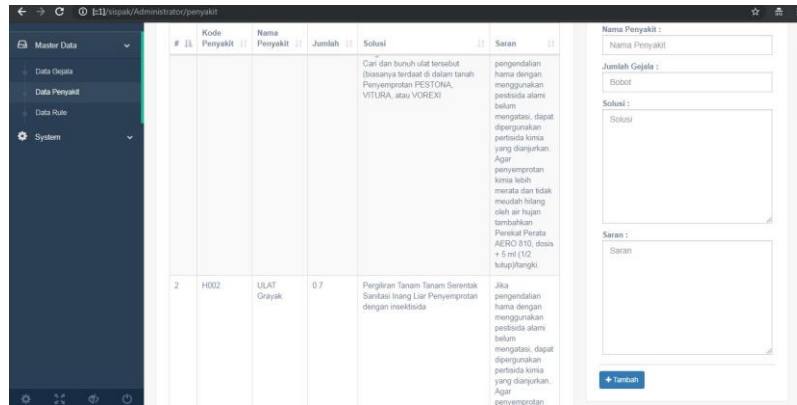 [::1]/sispak/Administrator/penyakit
Master Data
Data Gejala
Data Penyakit
Data Rule
System
#
Kode Penyakit
Nama Penyakit
Jumlah
Solusi
Saran
Cari dan bunuh ulat tersebut
(biasanya terdaat di dalam tanah
Penyemprotan PESTONA,
VITURA, atau VOREXI
pengendalian
hama dengan
menggunakan
pestisida alami
belum
mengatasi, dapat
dipergunakan
pertisida kimia
yang dianjurkan.
Agar
penyemprotan
kimia lebih
merata dan tidak
meudah hilang
oleh air hujan
tambahkan
Perekat Perata
AERO 810, dosis
+ 5 ml (1/2
tutup)/tangki.
2
H002
ULAT
Grayak
0.7
Pergiliran Tanam Tanam Serentak
Sanitasi Inang Liar Penyemprotan
dengan insektisida
Jika
pengendalian
hama dengan
menggunakan
pestisida alami
belum
mengatasi, dapat
dipergunakan
pertisida kimia
yang dianjurkan.
Agar
penyemprotan
Nama Penyakit :
Nama Penyakit
Jumlah Gejala :
Bobot
Solusi :
Solusi
Saran :
Saran
+ Tambah